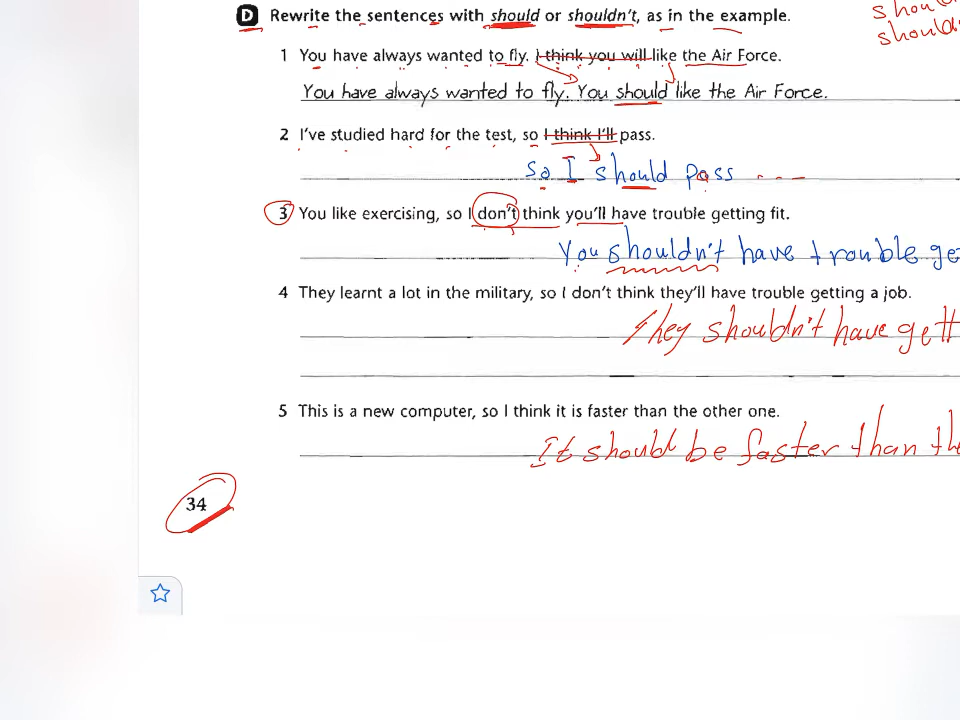 D Rewrite the sentences with should or shouldn't, as in the example.
shou
should
1 You have always wanted to fly. I think you will like the Air Force.
You have always wanted to fly. You should like the Air Force.
2 I've studied hard for the test, so I think I'll pass.
so I should pass ....
3 You like exercising, so I don't think you'll have trouble getting fit.
You shouldn't have trouble ge
4 They learnt a lot in the military, so I don't think they'll have trouble getting a job.
They shouldn't have gett
5 This is a new computer, so I think it is faster than the other one.
It should be faster than th
34